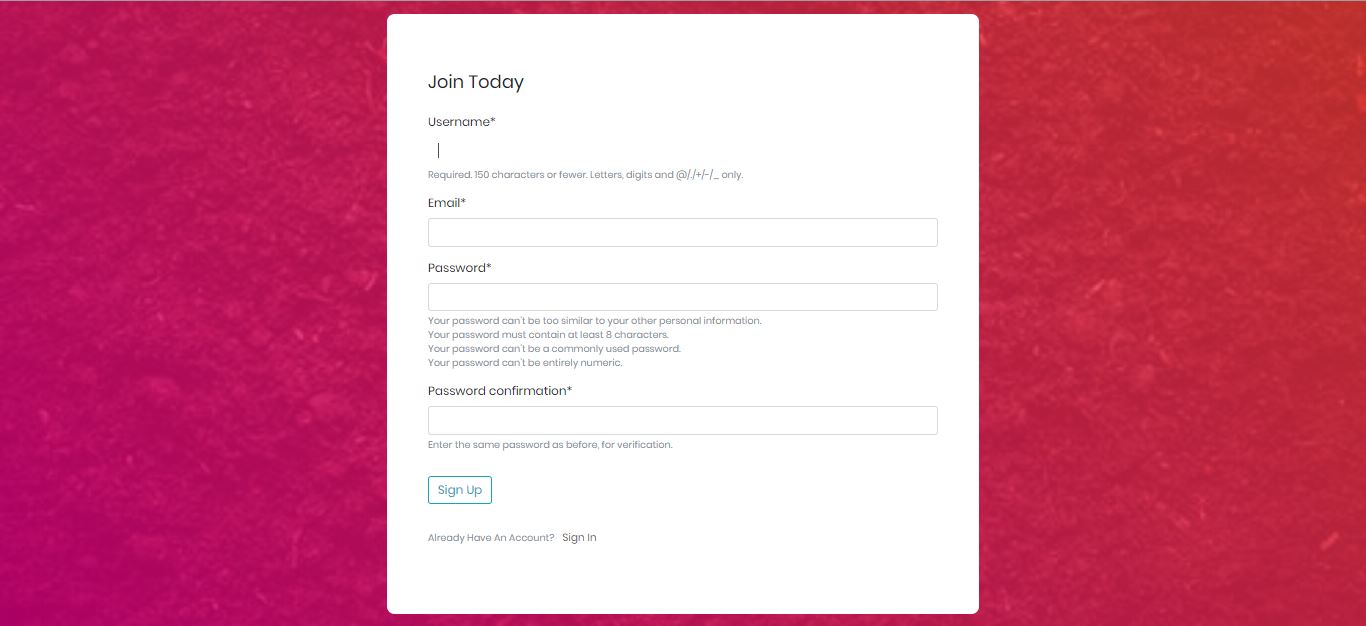 Join Today
Username*
Required. 150 characters or fewer. Letters, digits and @/./+/-/_ only.
Email*
Password*
Your password can't be too similar to your other personal information.
Your password must contain at least 8 characters.
Your password can't be a commonly used password.
Your password can't be entirely numeric.
Password confirmation*
Enter the same password as before, for verification.
Sign Up
Already Have An Account? Sign In